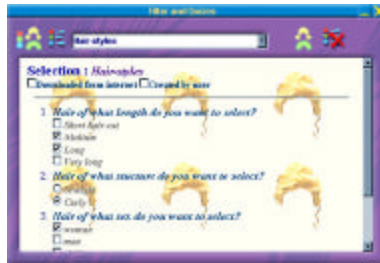 filter and Guides
Hair-styles
Selection : Hairstyles
Downloaded from internet Created by user
1. Hair of what length do you want to select?
Short hair cut
Medium
Long
Very long
2. Hair of what structure do you want to select?
Straight
Curly
3. Hair of what sex do you want to select?
woman
man